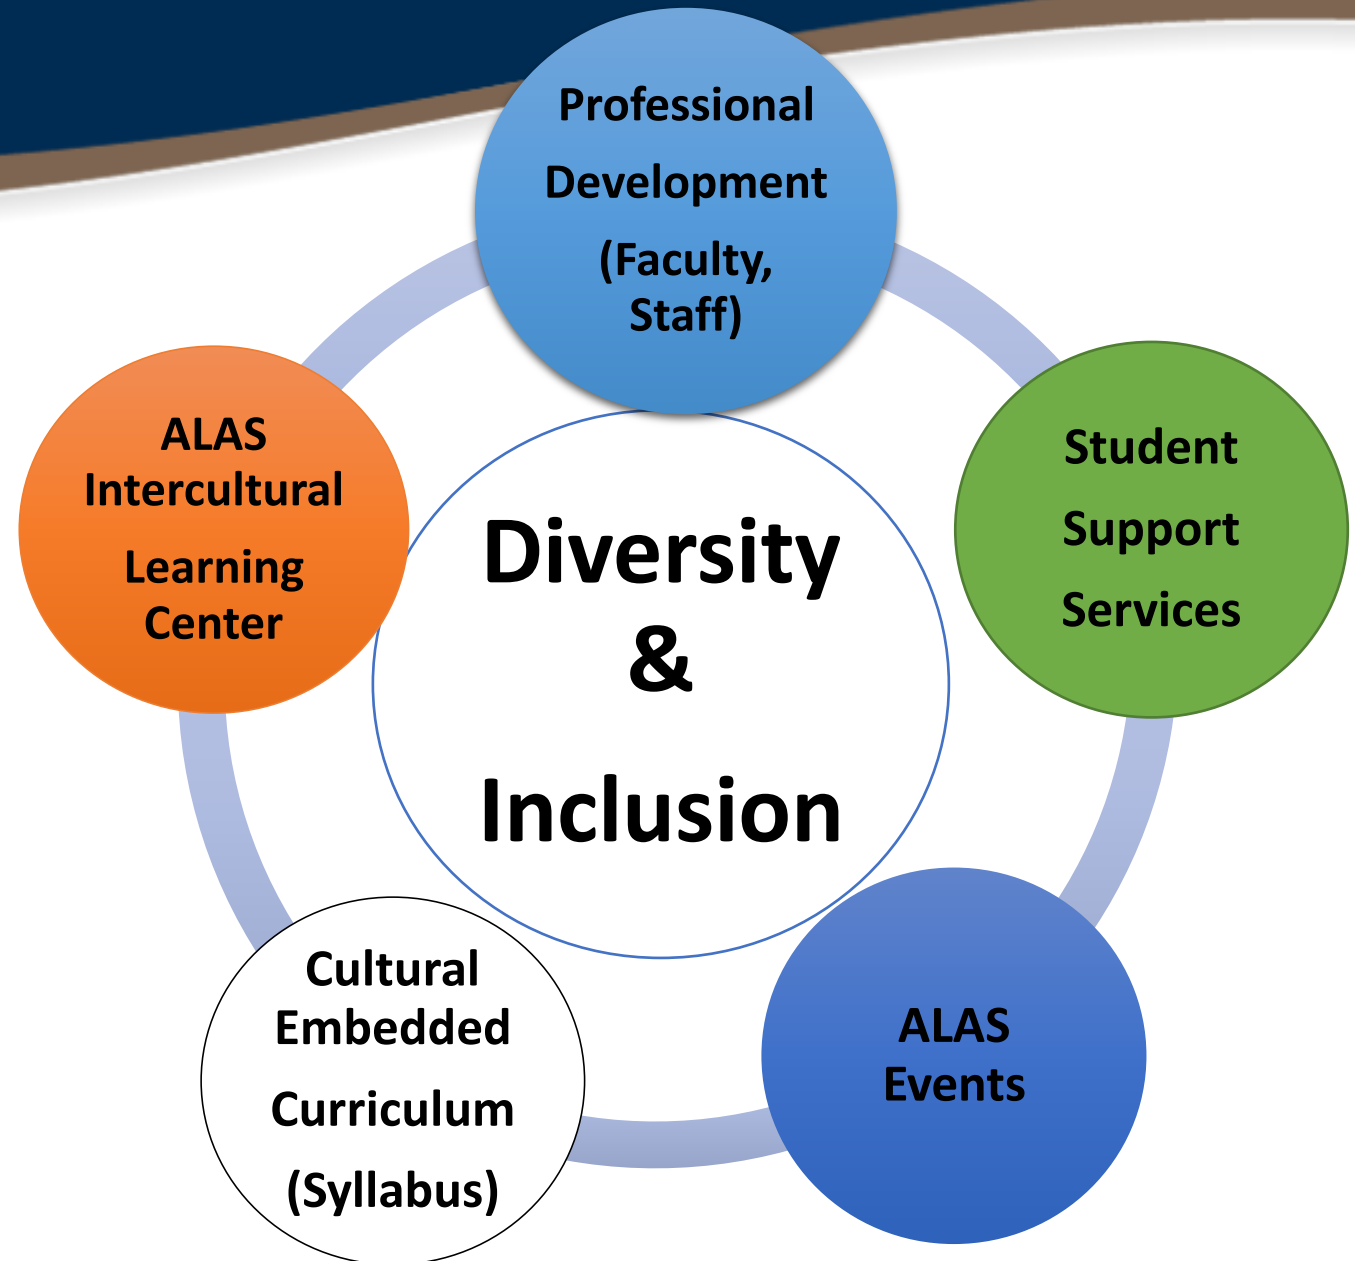 Professional
Development
(Faculty,
Staff)
ALAS
Intercultural
Learning
Center
Student
Support
Services
Diversity
&
Inclusion
Cultural
Embedded
Curriculum
(Syllabus)
ALAS
Events